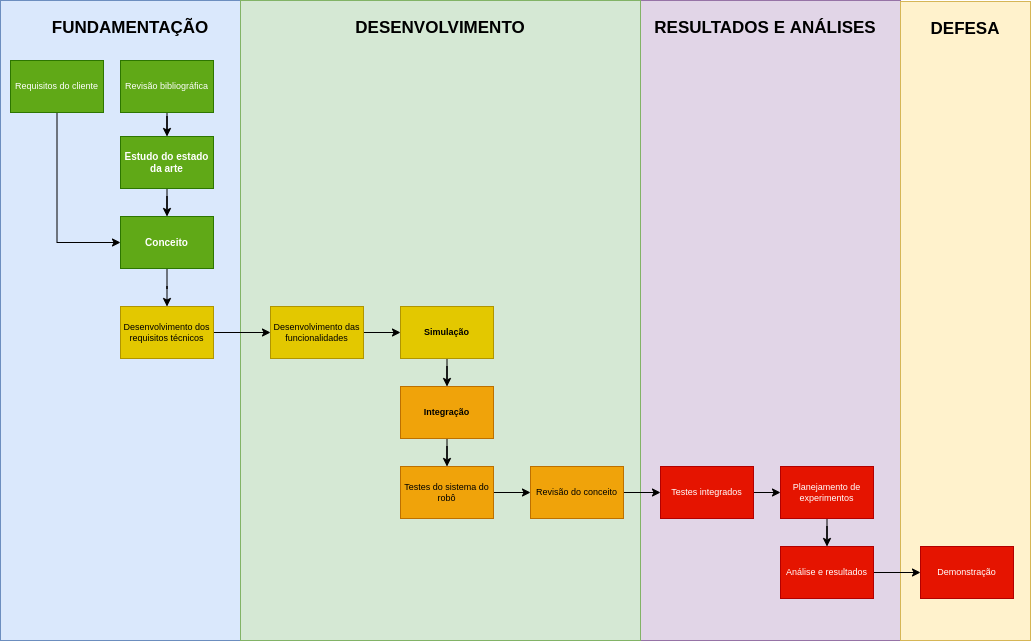 FUNDAMENTAÇÃO
DESENVOLVIMENTO
RESULTADOS E ANÁLISES
DEFESA
Requisitos do cliente
Revisão bibliográfica
Estudo do estado
da arte
Conceito
Desenvolvimento dos
requisitos técnicos
Desenvolvimento das
funcionalidades
Simulação
Integração
Testes do sistema do
robô
Revisão do conceito
Testes integrados
Planejamento de
experimentos
Análise e resultados
Demonstração